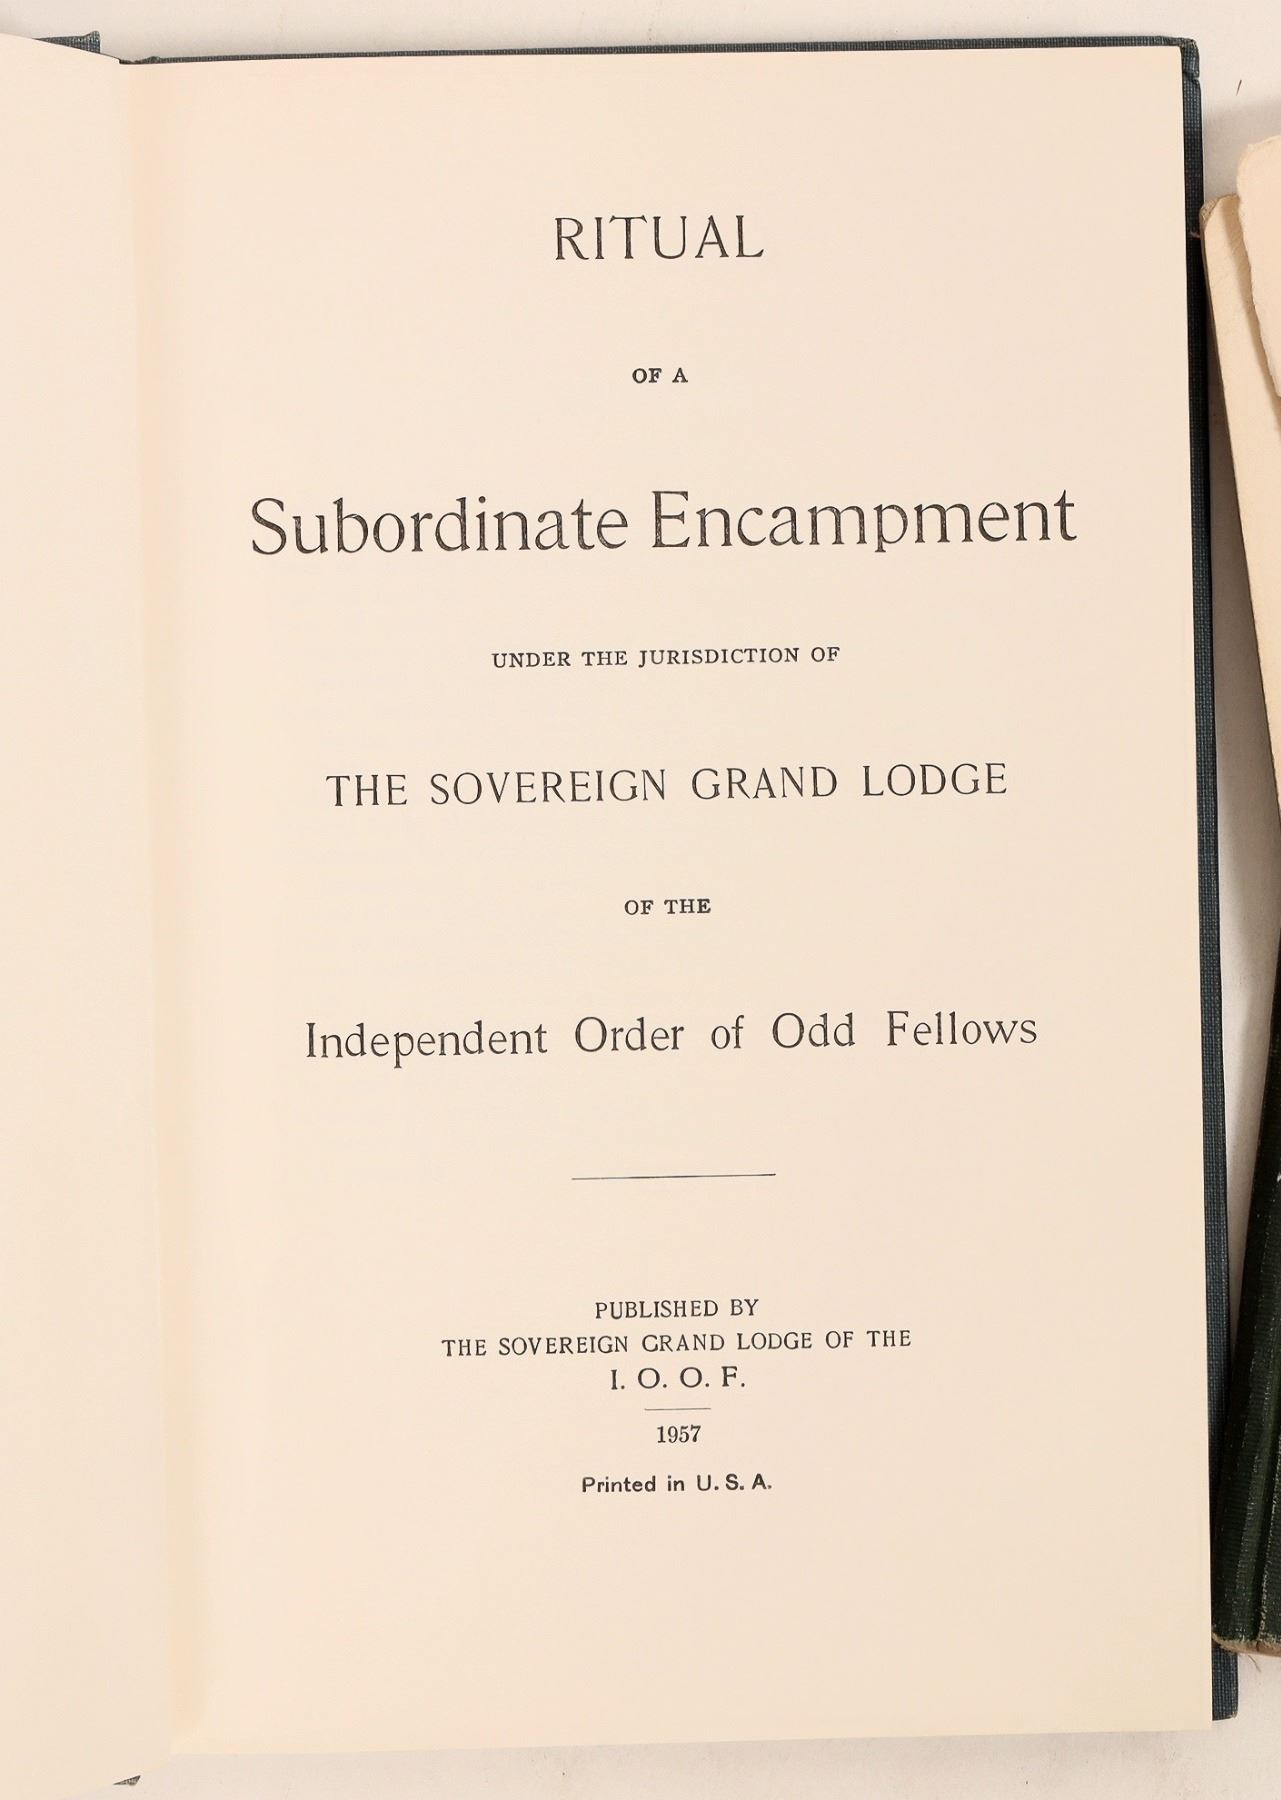 RITUAL
OF A
Subordinate Encampment
UNDER THE JURISDICTION OF
THE SOVEREIGN GRAND LODGE
OF THE
Independent Order of Odd Fellows
PUBLISHED BY
THE SOVEREIGN GRAND LODGE OF THE
I. O. O. F.
1957
Printed in U. S. A.